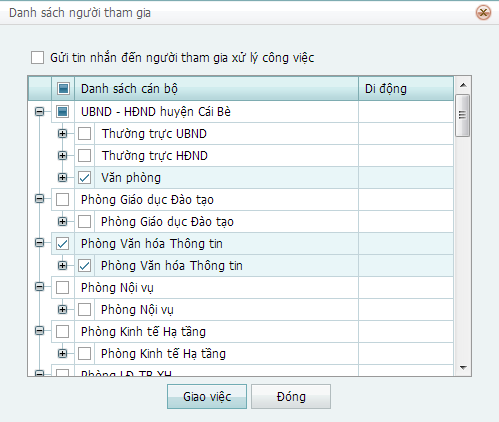 Danh sách người tham gia
Gửi tin nhắn đến người tham gia xử lý công việc
Danh sách cán bộ Di động
UBND - HĐND huyện Cái Bè
Thường trực UBND
Thường trực HĐND
Văn phòng
Phòng Giáo dục Đào tạo
Phòng Giáo dục Đào tạo
Phòng Văn hóa Thông tin
Phòng Văn hóa Thông tin
Phòng Nội vụ
Phòng Nội vụ
Phòng Kinh tế Hạ tầng
Phòng Kinh tế Hạ tầng
Phòng LĐ TB XH
Giao việc Đóng